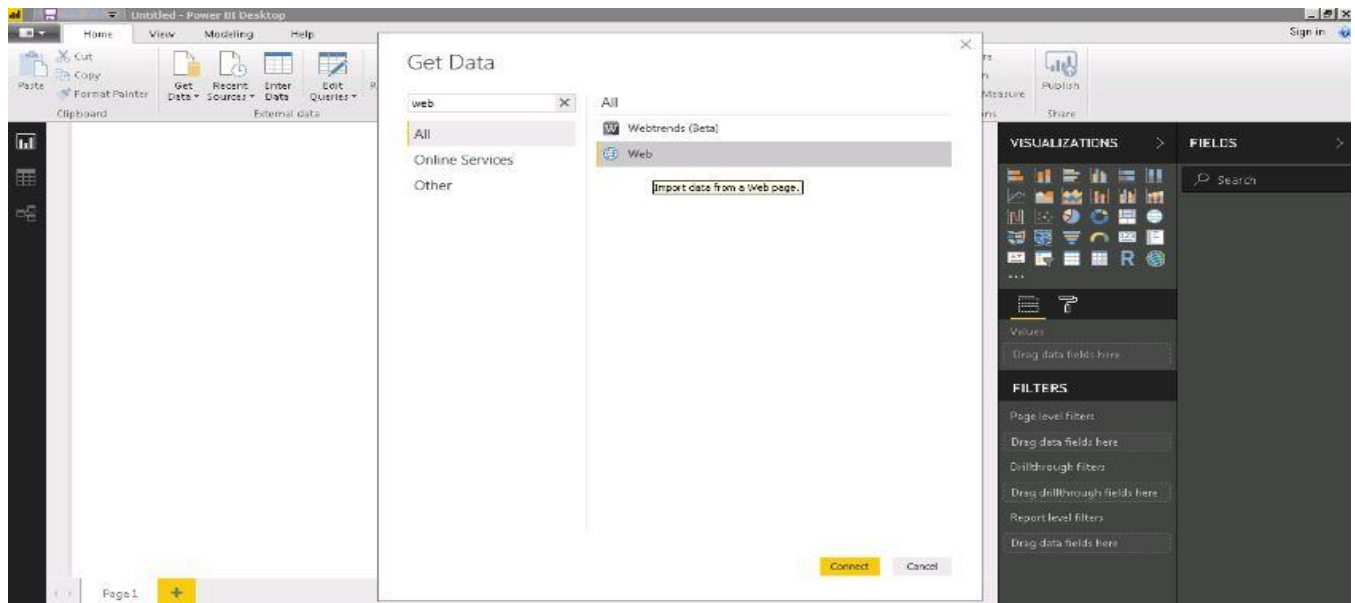 Untitled - Power BI Desktop
Home View Modeling Help
Sign in
Paste
Cut
Copy
Format Painter
Clipboard
Get Data
Recent Sources
Enter Data
Edit Queries
External data
Measure
Publish
Share
Get Data
web
All
Online Services
Other
All
Webtrends (Beta)
Web
Import data from a Web page.
Connect
Cancel
VISUALIZATIONS
FIELDS
Search
R
Values
Drag data fields here
FILTERS
Page level filters
Drag data fields here
Drillthrough filters
Drag drillthrough fields here
Report level filters
Drag data fields here
Page 1